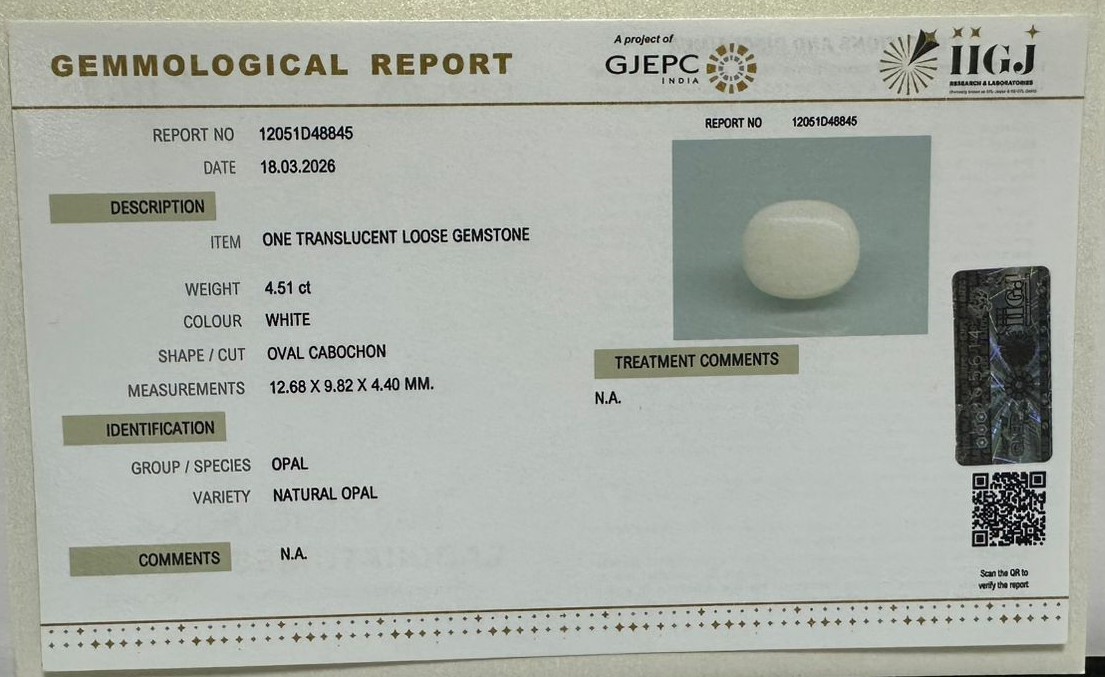 GEMMOLOGICAL REPORT
A project of
GJEPC
INDIA
IIGJ
RESEARCH & LABORATORIES
REPORT NO 12051D48845
DATE 18.03.2026
DESCRIPTION
ITEM ONE TRANSLUCENT LOOSE GEMSTONE
WEIGHT 4.51 ct
COLOUR WHITE
SHAPE / CUT OVAL CABOCHON
MEASUREMENTS 12.68 X 9.82 X 4.40 MM.
IDENTIFICATION
GROUP / SPECIES OPAL
VARIETY NATURAL OPAL
COMMENTS N.A.
REPORT NO 12051D48845
TREATMENT COMMENTS
N.A.
IIGJ
Scan the QR to
verify the report